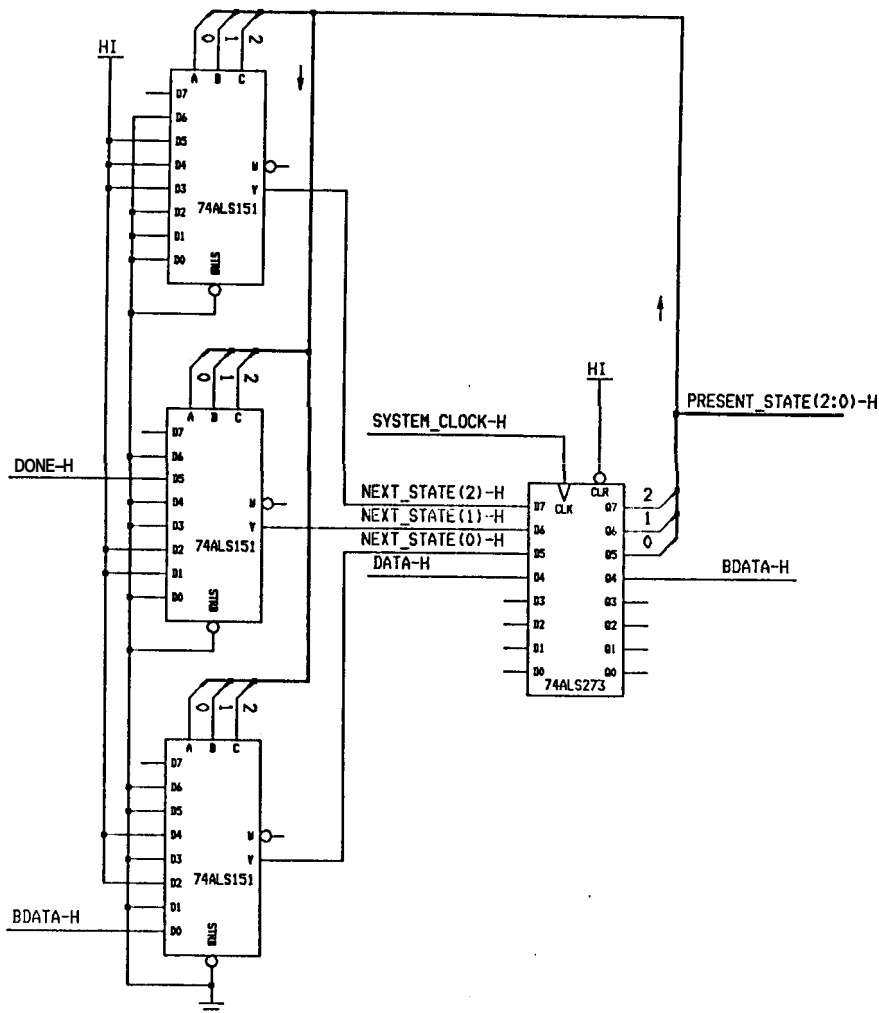 HI
0 1 2
A B C
D7
D6
D5
D4
D3
D2
D1
D0
W
Y
74ALS151
STRB
0 1 2
A B C
D7
D6
D5
D4
D3
D2
D1
D0
W
Y
74ALS151
STRB
DONE-H
0 1 2
A B C
D7
D6
D5
D4
D3
D2
D1
D0
W
Y
74ALS151
STRB
BDATA-H
SYSTEM_CLOCK-H
NEXT_STATE(2)-H
NEXT_STATE(1)-H
NEXT_STATE(0)-H
DATA-H
HI
CLK
CLR
D7
D6
D5
D4
D3
D2
D1
D0
Q7
Q6
Q5
Q4
Q3
Q2
Q1
Q0
74ALS273
2
1
0
PRESENT_STATE(2:0)-H
BDATA-H